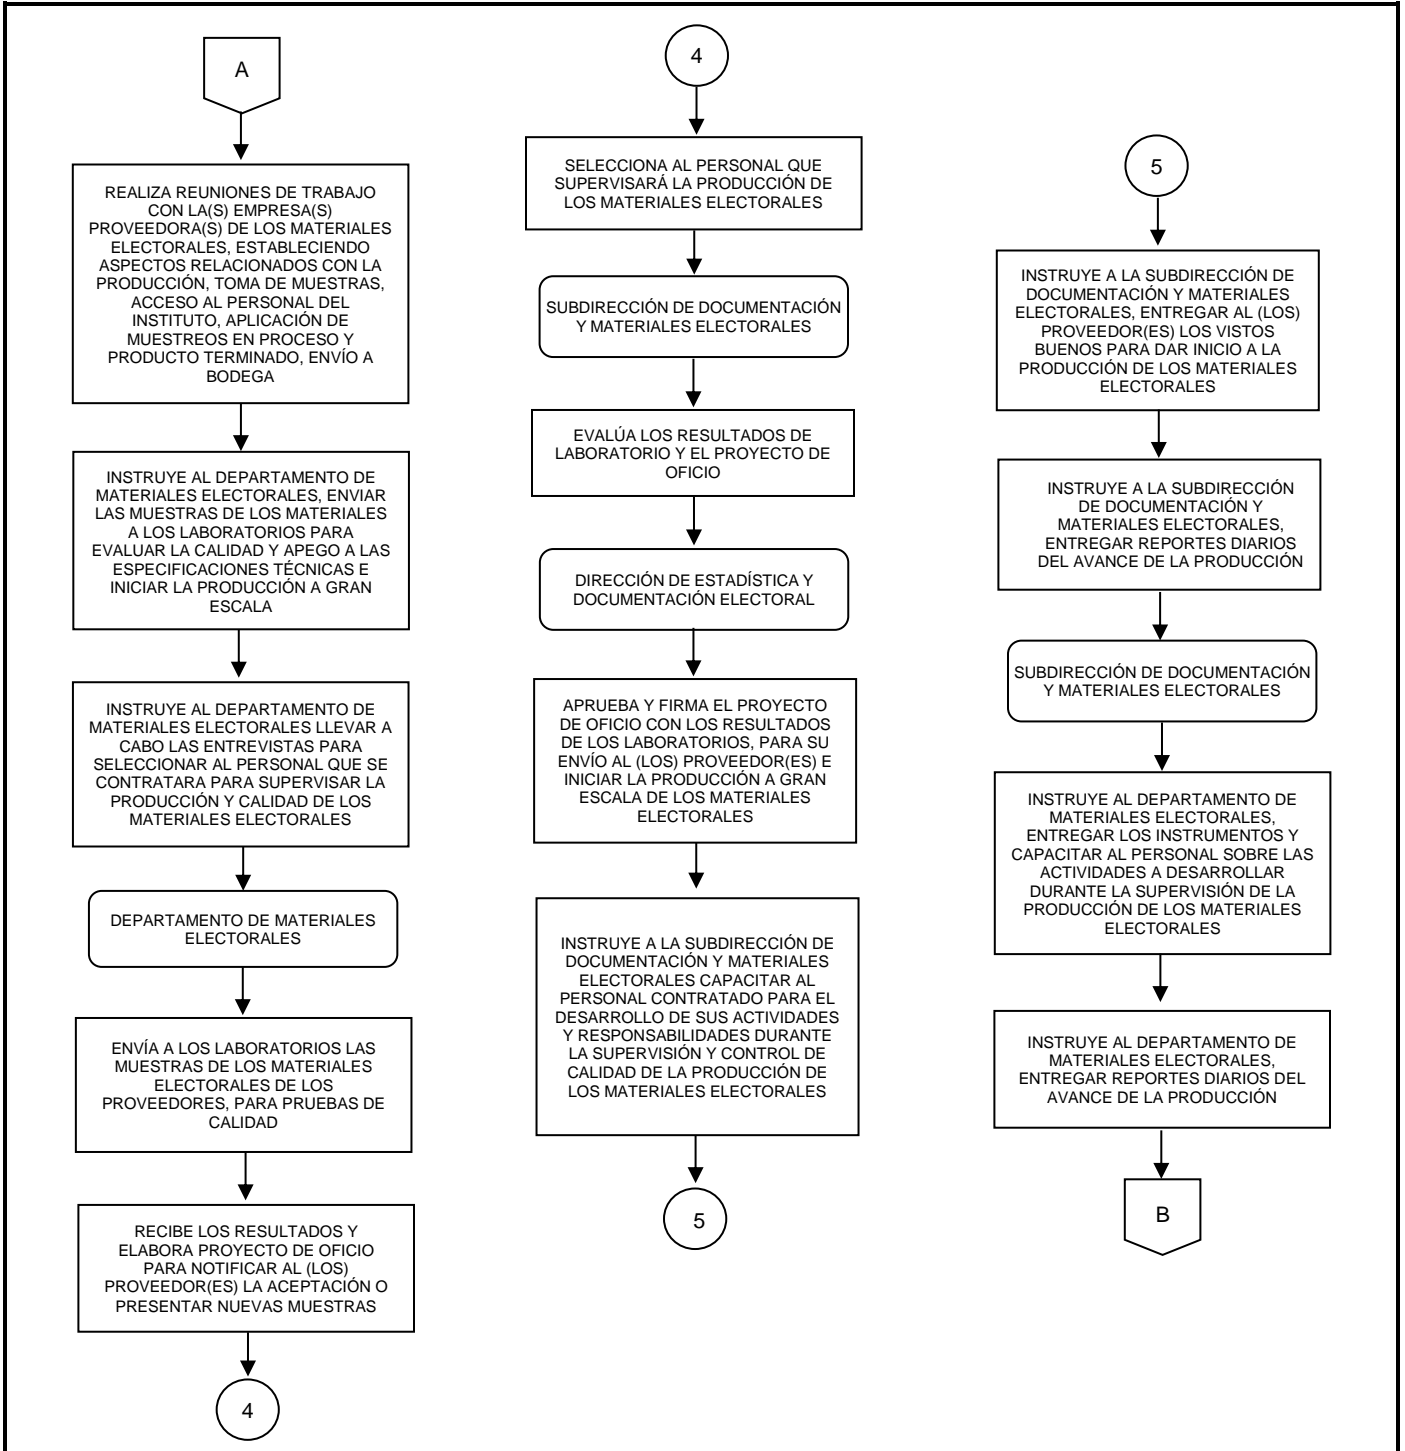 A
REALIZA REUNIONES DE TRABAJO
CON LA(S) EMPRESA(S)
PROVEEDORA(S) DE LOS MATERIALES
ELECTORALES, ESTABLECIENDO
ASPECTOS RELACIONADOS CON LA
PRODUCCIÓN, TOMA DE MUESTRAS,
ACCESO AL PERSONAL DEL
INSTITUTO, APLICACIÓN DE
MUESTREOS EN PROCESO Y
PRODUCTO TERMINADO, ENVÍO A
BODEGA
INSTRUYE AL DEPARTAMENTO DE
MATERIALES ELECTORALES, ENVIAR
LAS MUESTRAS DE LOS MATERIALES
A LOS LABORATORIOS PARA
EVALUAR LA CALIDAD Y APEGO A LAS
ESPECIFICACIONES TÉCNICAS E
INICIAR LA PRODUCCIÓN A GRAN
ESCALA
INSTRUYE AL DEPARTAMENTO DE
MATERIALES ELECTORALES LLEVAR A
CABO LAS ENTREVISTAS PARA
SELECCIONAR AL PERSONAL QUE SE
CONTRATARA PARA SUPERVISAR LA
PRODUCCIÓN Y CALIDAD DE LOS
MATERIALES ELECTORALES
DEPARTAMENTO DE MATERIALES
ELECTORALES
ENVÍA A LOS LABORATORIOS LAS
MUESTRAS DE LOS MATERIALES
ELECTORALES DE LOS
PROVEEDORES, PARA PRUEBAS DE
CALIDAD
RECIBE LOS RESULTADOS Y
ELABORA PROYECTO DE OFICIO
PARA NOTIFICAR AL (LOS)
PROVEEDOR(ES) LA ACEPTACIÓN O
PRESENTAR NUEVAS MUESTRAS
4
4
SELECCIONA AL PERSONAL QUE
SUPERVISARÁ LA PRODUCCIÓN DE
LOS MATERIALES ELECTORALES
SUBDIRECCIÓN DE DOCUMENTACIÓN
Y MATERIALES ELECTORALES
EVALÚA LOS RESULTADOS DE
LABORATORIO Y EL PROYECTO DE
OFICIO
DIRECCIÓN DE ESTADÍSTICA Y
DOCUMENTACIÓN ELECTORAL
APRUEBA Y FIRMA EL PROYECTO
DE OFICIO CON LOS RESULTADOS
DE LOS LABORATORIOS, PARA SU
ENVÍO AL (LOS) PROVEEDOR(ES) E
INICIAR LA PRODUCCIÓN A GRAN
ESCALA DE LOS MATERIALES
ELECTORALES
INSTRUYE A LA SUBDIRECCIÓN DE
DOCUMENTACIÓN Y MATERIALES
ELECTORALES CAPACITAR AL
PERSONAL CONTRATADO PARA EL
DESARROLLO DE SUS ACTIVIDADES
Y RESPONSABILIDADES DURANTE
LA SUPERVISIÓN Y CONTROL DE
CALIDAD DE LA PRODUCCIÓN DE
LOS MATERIALES ELECTORALES
5
5
INSTRUYE A LA SUBDIRECCIÓN DE
DOCUMENTACIÓN Y MATERIALES
ELECTORALES, ENTREGAR AL (LOS)
PROVEEDOR(ES) LOS VISTOS
BUENOS PARA DAR INICIO A LA
PRODUCCIÓN DE LOS MATERIALES
ELECTORALES
INSTRUYE A LA SUBDIRECCIÓN
DE DOCUMENTACIÓN Y
MATERIALES ELECTORALES,
ENTREGAR REPORTES DIARIOS
DEL AVANCE DE LA PRODUCCIÓN
SUBDIRECCIÓN DE DOCUMENTACIÓN
Y MATERIALES ELECTORALES
INSTRUYE AL DEPARTAMENTO DE
MATERIALES ELECTORALES,
ENTREGAR LOS INSTRUMENTOS Y
CAPACITAR AL PERSONAL SOBRE LAS
ACTIVIDADES A DESARROLLAR
DURANTE LA SUPERVISIÓN DE LA
PRODUCCIÓN DE LOS MATERIALES
ELECTORALES
INSTRUYE AL DEPARTAMENTO DE
MATERIALES ELECTORALES,
ENTREGAR REPORTES DIARIOS DEL
AVANCE DE LA PRODUCCIÓN
B